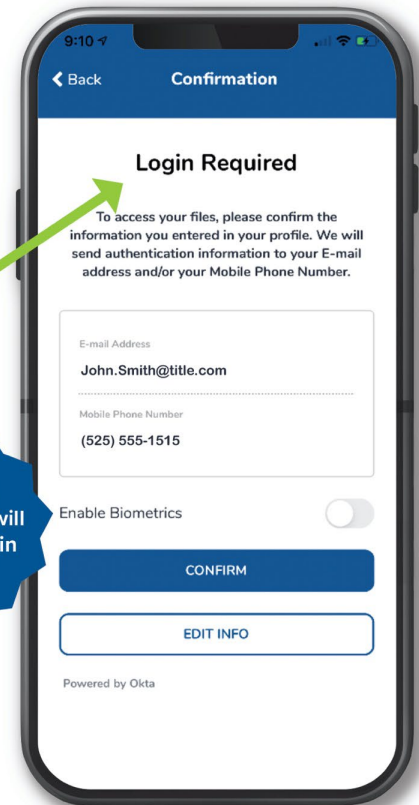 9:10
Back
Confirmation
Login Required
To access your files, please confirm the
information you entered in your profile. We will
send authentication information to your E-mail
address and/or your Mobile Phone Number.
E-mail Address
John.Smith@title.com
Mobile Phone Number
(525) 555-1515
will
in
Enable Biometrics
CONFIRM
EDIT INFO
Powered by Okta